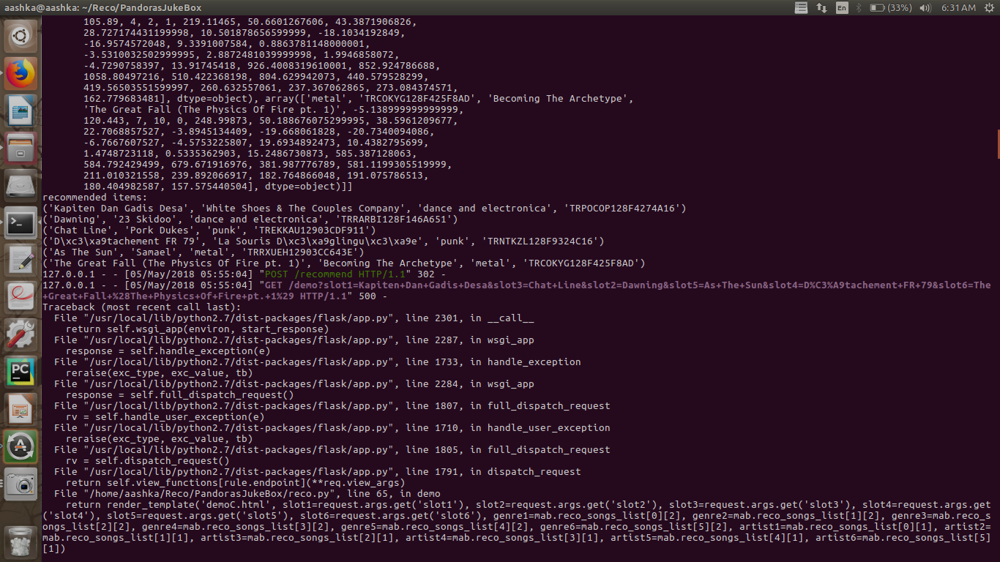 aashka@aashka: ~/Reco/PandorasJukeBox
En
(33%)
6:31 AM
105.89, 4, 2, 1, 219.11465, 50.6601267606, 43.3871906826,
28.727174431199998, 10.501878656599999, -18.1034192849,
-16.9574572048, 9.3391007584, 0.8863781148000001,
-3.5310032502999995, 2.8872481039999998, 1.9946858072,
-4.7290758397, 13.91745418, 926.4008319610001, 852.924786688,
1058.80497216, 510.422368198, 804.629942073, 440.579528299,
419.56503551599997, 260.632557061, 237.367062865, 273.084374571,
162.779683481], dtype=object), array(['metal', 'TRCOKYG128F425F8AD', 'Becoming The Archetype',
'The Great Fall (The Physics Of Fire pt. 1)', -5.138999999999999,
120.443, 7, 10, 0, 248.99873, 50.188676075299995, 38.5961209677,
22.7068857527, -3.8945134409, -19.668061828, -20.7340094086,
-6.7667607527, -4.5753225807, 19.6934892473, 10.4382795699,
1.4748723118, 0.5335362903, 15.2486730873, 585.387128063,
584.792429499, 679.671916976, 381.987776789, 581.1199305519999,
211.010321558, 239.892066917, 182.764866048, 191.075786513,
180.404982587, 157.575440504], dtype=object)]]
recommended items:
('Kapiten Dan Gadis Desa', 'White Shoes & The Couples Company', 'dance and electronica', 'TRPOCOP128F4274A16')
('Dawning', '23 Skidoo', 'dance and electronica', 'TRRARBI128F146A651')
('Chat Line', 'Pork Dukes', 'punk', 'TREKKAU12903CDF911')
('D\xc3\xa9tachement FR 79', 'La Souris D\xc3\xa9glingu\xc3\xa9e', 'punk', 'TRNTKZL128F9324C16')
('As The Sun', 'Samael', 'metal', 'TRRXUEH12903CC643E')
('The Great Fall (The Physics Of Fire pt. 1)', 'Becoming The Archetype', 'metal', 'TRCOKYG128F425F8AD')
127.0.0.1 - - [05/May/2018 05:55:04] "POST /recommend HTTP/1.1" 302 -
127.0.0.1 - - [05/May/2018 05:55:04] "GET /demo?slot1=Kapiten+Dan+Gadis+Desa&slot3=Chat+Line&slot2=Dawning&slot5=As+The+Sun&slot4=D%C3%A9tachement+FR+79&slot6=The
+Great+Fall+%28The+Physics+Of+Fire+pt.+1%29 HTTP/1.1" 500 -
Traceback (most recent call last):
File "/usr/local/lib/python2.7/dist-packages/flask/app.py", line 2301, in __call__
return self.wsgi_app(environ, start_response)
File "/usr/local/lib/python2.7/dist-packages/flask/app.py", line 2287, in wsgi_app
response = self.handle_exception(e)
File "/usr/local/lib/python2.7/dist-packages/flask/app.py", line 1733, in handle_exception
reraise(exc_type, exc_value, tb)
File "/usr/local/lib/python2.7/dist-packages/flask/app.py", line 2284, in wsgi_app
response = self.full_dispatch_request()
File "/usr/local/lib/python2.7/dist-packages/flask/app.py", line 1807, in full_dispatch_request
rv = self.handle_user_exception(e)
File "/usr/local/lib/python2.7/dist-packages/flask/app.py", line 1710, in handle_user_exception
reraise(exc_type, exc_value, tb)
File "/usr/local/lib/python2.7/dist-packages/flask/app.py", line 1805, in full_dispatch_request
rv = self.dispatch_request()
File "/usr/local/lib/python2.7/dist-packages/flask/app.py", line 1791, in dispatch_request
return self.view_functions[rule.endpoint](**req.view_args)
File "/home/aashka/Reco/PandorasJukeBox/reco.py", line 65, in demo
return render_template('demoC.html', slot1=request.args.get('slot1'), slot2=request.args.get('slot2'), slot3=request.args.get('slot3'), slot4=request.args.get
('slot4'), slot5=request.args.get('slot5'), slot6=request.args.get('slot6'), genre1=mab.reco_songs_list[0][2], genre2=mab.reco_songs_list[1][2], genre3=mab.reco_s
ongs_list[2][2], genre4=mab.reco_songs_list[3][2], genre5=mab.reco_songs_list[4][2], genre6=mab.reco_songs_list[5][2], artist1=mab.reco_songs_list[0][1], artist2=
mab.reco_songs_list[1][1], artist3=mab.reco_songs_list[2][1], artist4=mab.reco_songs_list[3][1], artist5=mab.reco_songs_list[4][1], artist6=mab.reco_songs_list[5]
[1])
PC